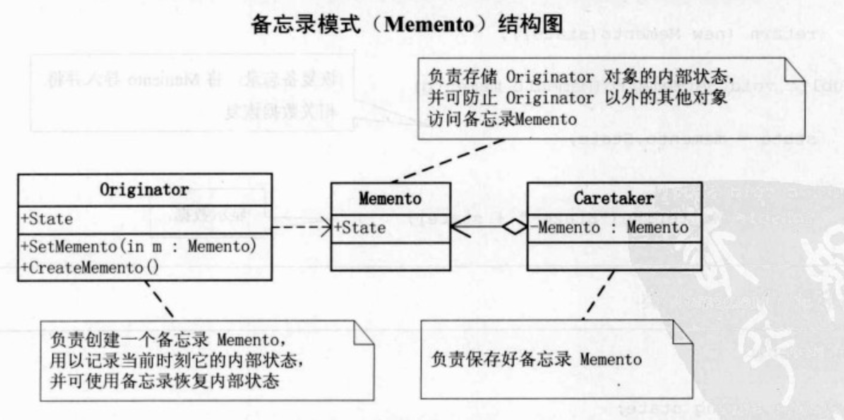 备忘录模式（Memento）结构图
负责存储 Originator 对象的内部状态，
并可防止 Originator 以外的其他对象
访问备忘录Memento
Originator
+State
+SetMemento(in m : Memento)
+CreateMemento()
Memento
+State
Caretaker
-Memento : Memento
负责创建一个备忘录 Memento，
用以记录当前时刻它的内部状态，
并可使用备忘录恢复内部状态
负责保存好备忘录 Memento